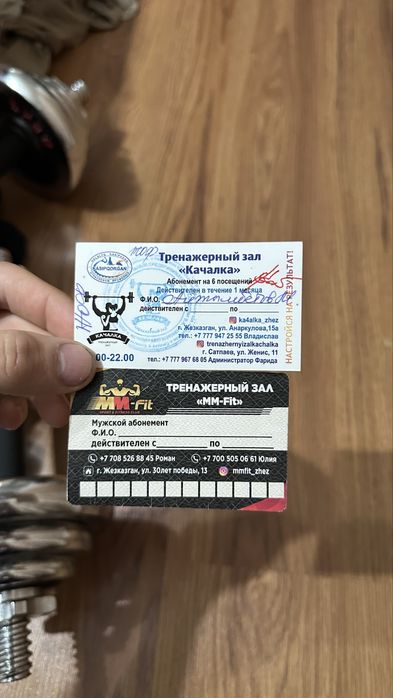 Тренажерный зал
«Качалка»
Абонемент на 6 посещений
Действителен в течение 1 месяца
Ф.И.О.
действителен с по
ka4alka_zhez
г. Жезказган, ул. Анаркулова,15а
тел.: +7 777 947 25 55 Владислав
trenazhernyizalkachalka
г. Сатпаев, ул. Женис, 11
тел.: +7 777 967 68 05 Администратор Фарида
КАЧАЛКА
00-22.00
НАСТРОЙСЯ НА РЕЗУЛЬТАТ!
MM-Fit
SPORT & FITNESS CLUB
ТРЕНАЖЕРНЫЙ ЗАЛ
«MM-Fit»
Мужской абонемент
Ф.И.О.
действителен с по
+7 708 526 88 45 Роман +7 700 505 06 61 Юлия
г. Жезказган, ул. 30лет победы, 13 mmfit_zhez